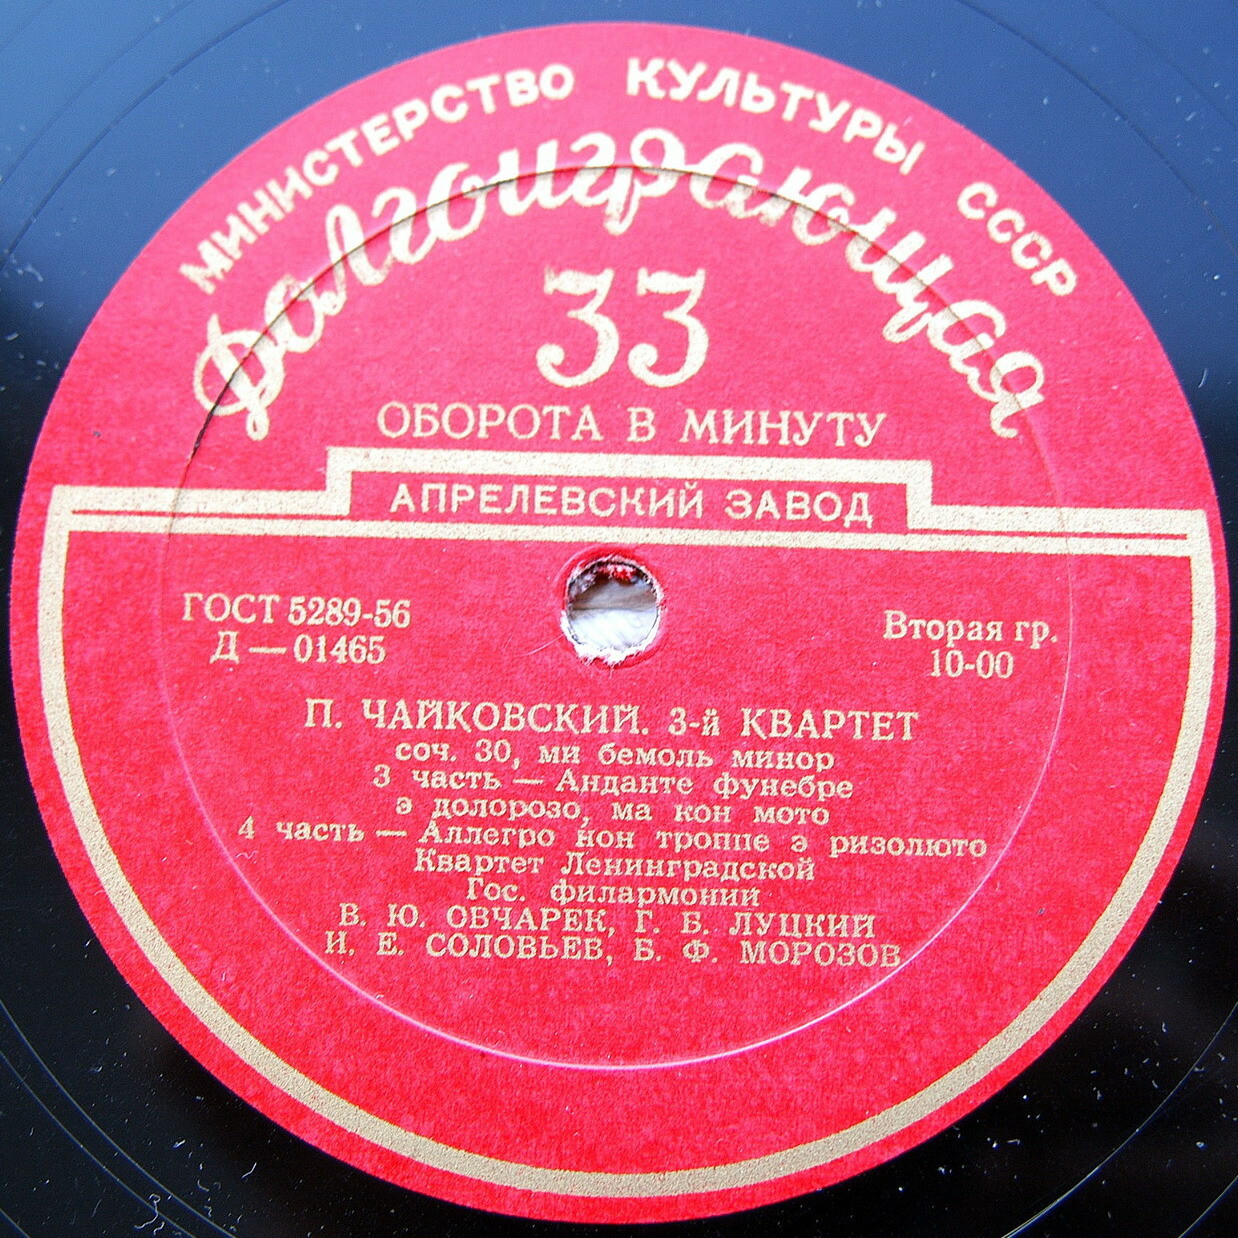 МИНИСТЕРСТВО КУЛЬТУРЫ СССР
Долгоиграющая
33
ОБОРОТА В МИНУТУ
АПРЕЛЕВСКИЙ ЗАВОД
ГОСТ 5289-56
Д — 01465
Вторая гр.
10-00
П. ЧАЙКОВСКИЙ. 3-й КВАРТЕТ
соч. 30, ми бемоль минор
3 часть — Анданте фунебре
э долорозо, ма кон мото
4 часть — Аллегро нон троппе э ризолюто
Квартет Ленинградской
Гос. филармоний
В. Ю. ОВЧАРЕК, Г. Б. ЛУЦКИЙ
И. Е. СОЛОВЬЕВ, Б. Ф. МОРОЗОВ